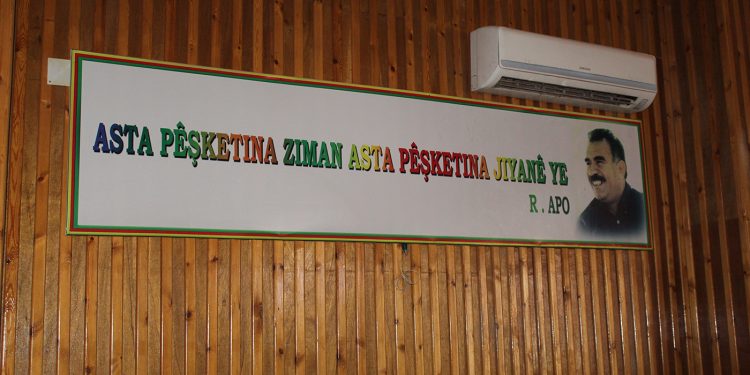 ASTA PÊŞKETINA ZIMAN ASTA PÊŞKETINA JIYANÊ YE
R . APO